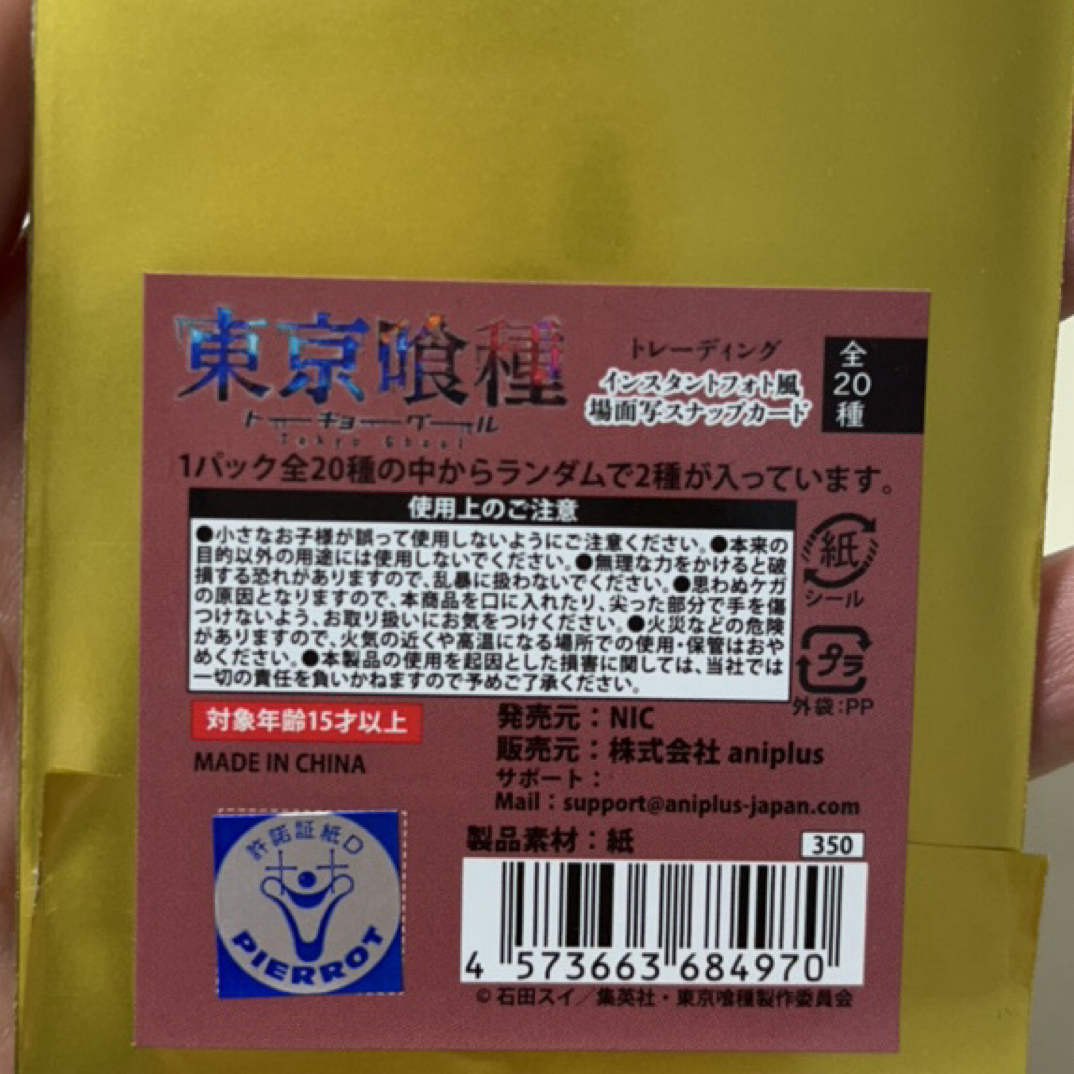 東京喰種
トーキョーグール
Tokyo Ghoul
トレーディング
インスタントフォト風
場面写スナップカード
全
20
種
1パック全20種の中からランダムで2種が入っています。
使用上のご注意
●小さなお子様が誤って使用しないようにご注意ください。●本来の
目的以外の用途には使用しないでください。●無理な力をかけると破
損する恐れがありますので、乱暴に扱わないでください。●思わぬケガ
の原因となりますので、本商品を口に入れたり、尖った部分で手を傷
つけないよう、お取り扱いにお気をつけください。●火災などの危険
がありますので、火気の近くや高温になる場所での使用・保管はおや
めください。●本製品の使用を起因とした損害に関しては、当社では
一切の責任を負いかねますので予めご了承ください。
紙
シール
プラ
外袋:PP
対象年齢15才以上
MADE IN CHINA
発売元:NIC
販売元:株式会社 aniplus
サポート:
Mail:support@aniplus-japan.com
製品素材:紙
350
許諾証紙D
PIERROT
4 573663 684970
©石田スイ/集英社・東京喰種製作委員会